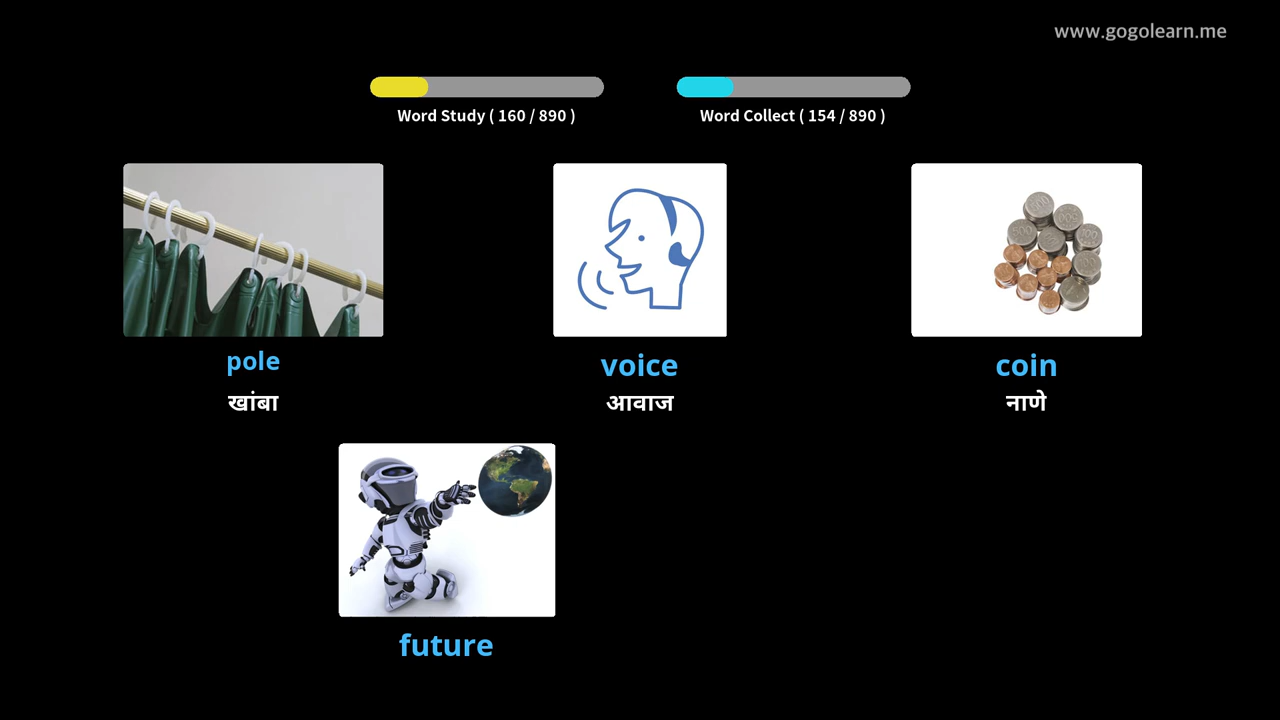 www.gogolearn.me
Word Study ( 160 / 890 )
Word Collect ( 154 / 890 )
pole
खांबा
voice
आवाज
coin
नाणे
future